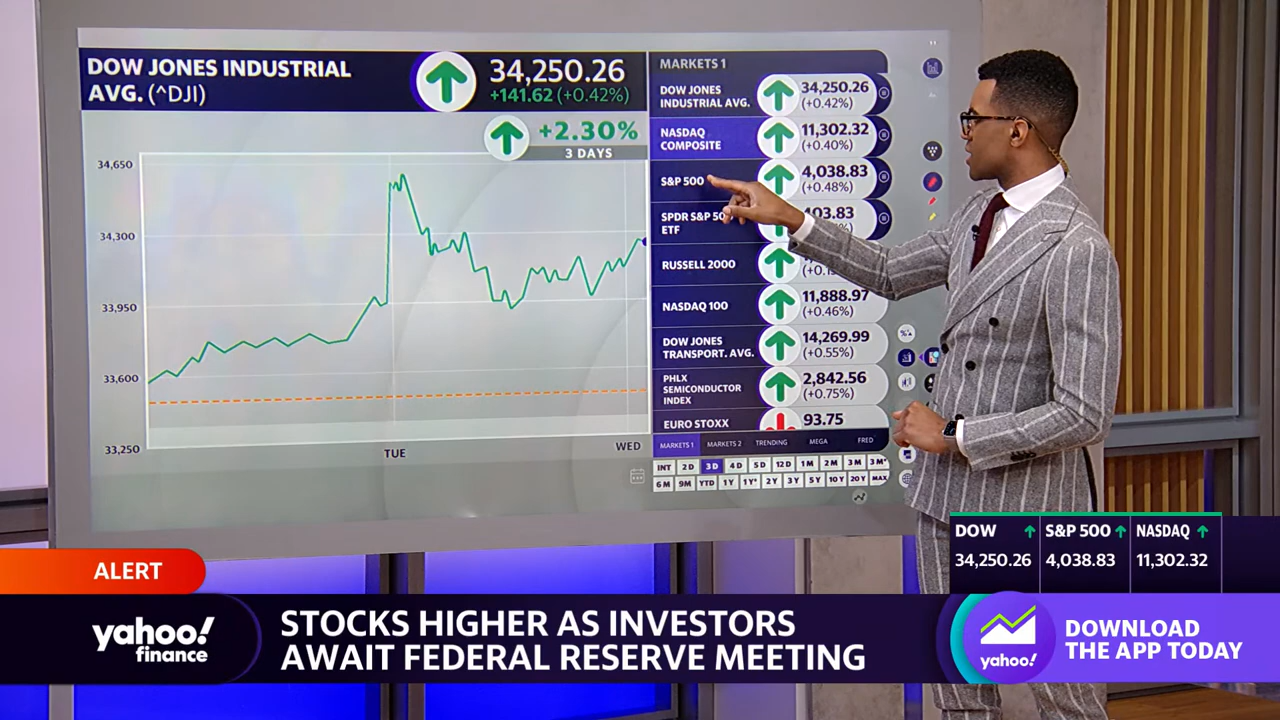 DOW JONES INDUSTRIAL
AVG. (^DJI)
34,250.26
+141.62 (+0.42%)
+2.30%
3 DAYS
34,650
34,300
33,950
33,600
33,250
TUE
WED
MARKETS 1
DOW JONES
INDUSTRIAL AVG.
34,250.26
(+0.42%)
NASDAQ
COMPOSITE
11,302.32
(+0.40%)
S&P 500
4,038.83
(+0.48%)
SPDR S&P 50
ETF
403.83
RUSSELL 2000
NASDAQ 100
11,888.97
(+0.46%)
DOW JONES
TRANSPORT. AVG.
14,269.99
(+0.55%)
PHLX
SEMICONDUCTOR
INDEX
2,842.56
(+0.75%)
EURO STOXX
93.75
MARKETS 1 MARKETS 2 TRENDING MEGA FRED
INT 2D 3D 4D 5D 12D 1M 2M 3M 3M*
6M 9M YTD 1Y 1Y* 2Y 3Y 5Y 10Y 20Y MAX
DOW S&P 500 NASDAQ
34,250.26 4,038.83 11,302.32
ALERT
yahoo!
finance
STOCKS HIGHER AS INVESTORS
AWAIT FEDERAL RESERVE MEETING
yahoo!
DOWNLOAD
THE APP TODAY